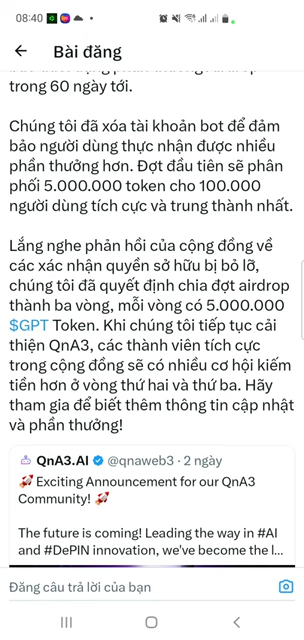 08:40
Bài đăng
trong 60 ngày tới.
Chúng tôi đã xóa tài khoản bot để đảm
bảo người dùng thực nhận được nhiều
phần thưởng hơn. Đợt đầu tiên sẽ phân
phối 5.000.000 token cho 100.000
người dùng tích cực và trung thành nhất.
Lắng nghe phản hồi của cộng đồng về
các xác nhận quyền sở hữu bị bỏ lỡ,
chúng tôi đã quyết định chia đợt airdrop
thành ba vòng, mỗi vòng có 5.000.000
$GPT Token. Khi chúng tôi tiếp tục cải
thiện QnA3, các thành viên tích cực
trong cộng đồng sẽ có nhiều cơ hội kiếm
tiền hơn ở vòng thứ hai và thứ ba. Hãy
tham gia để biết thêm thông tin cập nhật
và phần thưởng!
QnA3.AI @qnaweb3 · 2 ngày
🚀 Exciting Announcement for our QnA3
Community! 🚀
The future is coming! Leading the way in #AI
and #DePIN innovation, we've become the l...
Đăng câu trả lời của bạn